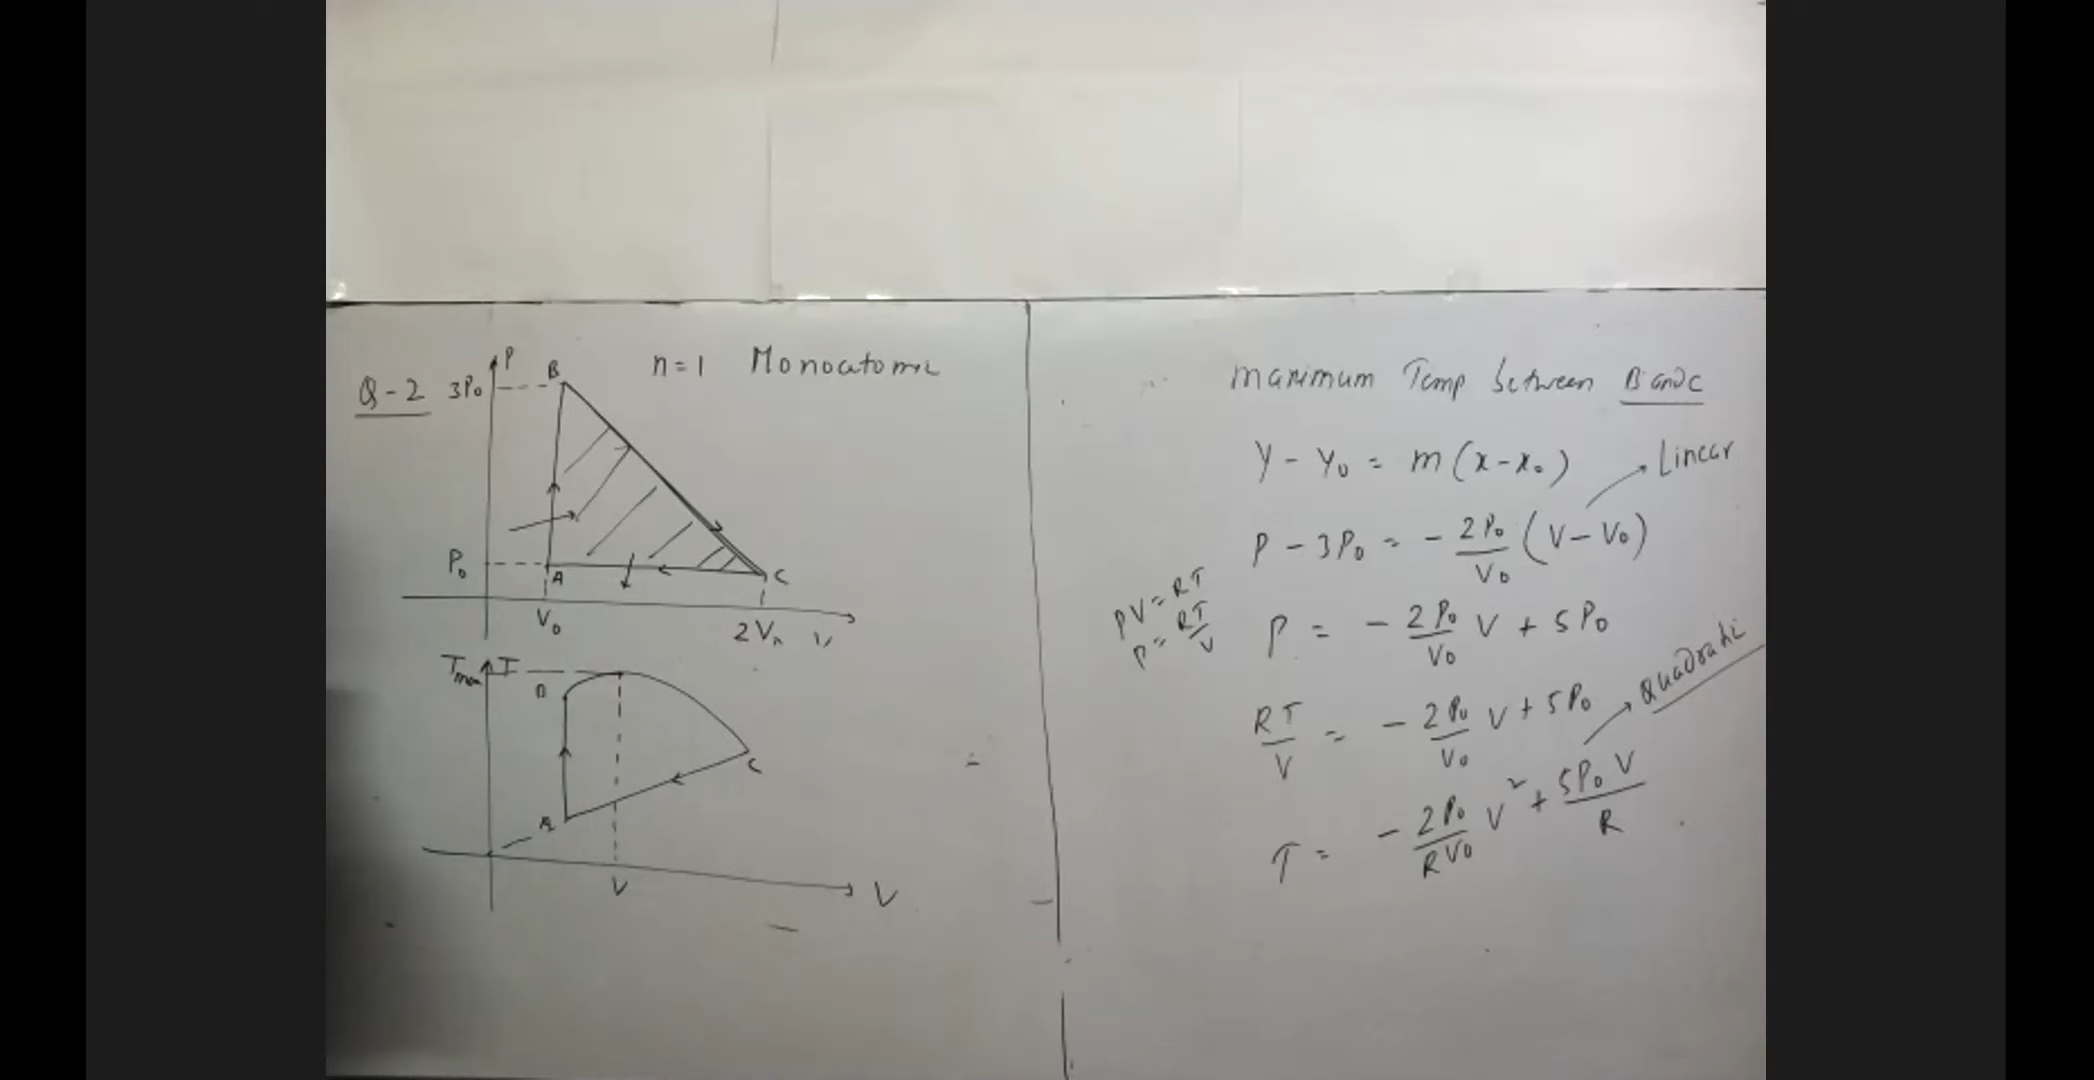 Q-2
n=1 Monoatomic
P
3P₀
B
P₀
A
C
V₀
2V₀
V
Tmax
T
B
A
C
V
V
maximum Temp between B and C
Y - Y₀ = m(x-x₀)
Linear
P - 3P₀ = - 2P₀/V₀ (V-V₀)
PV = RT
P = RT/V
P = - 2P₀/V₀ V + 5P₀
RT/V = - 2P₀/V₀ V + 5P₀
Quadratic
T = - 2P₀/RV₀ V² + 5P₀V/R